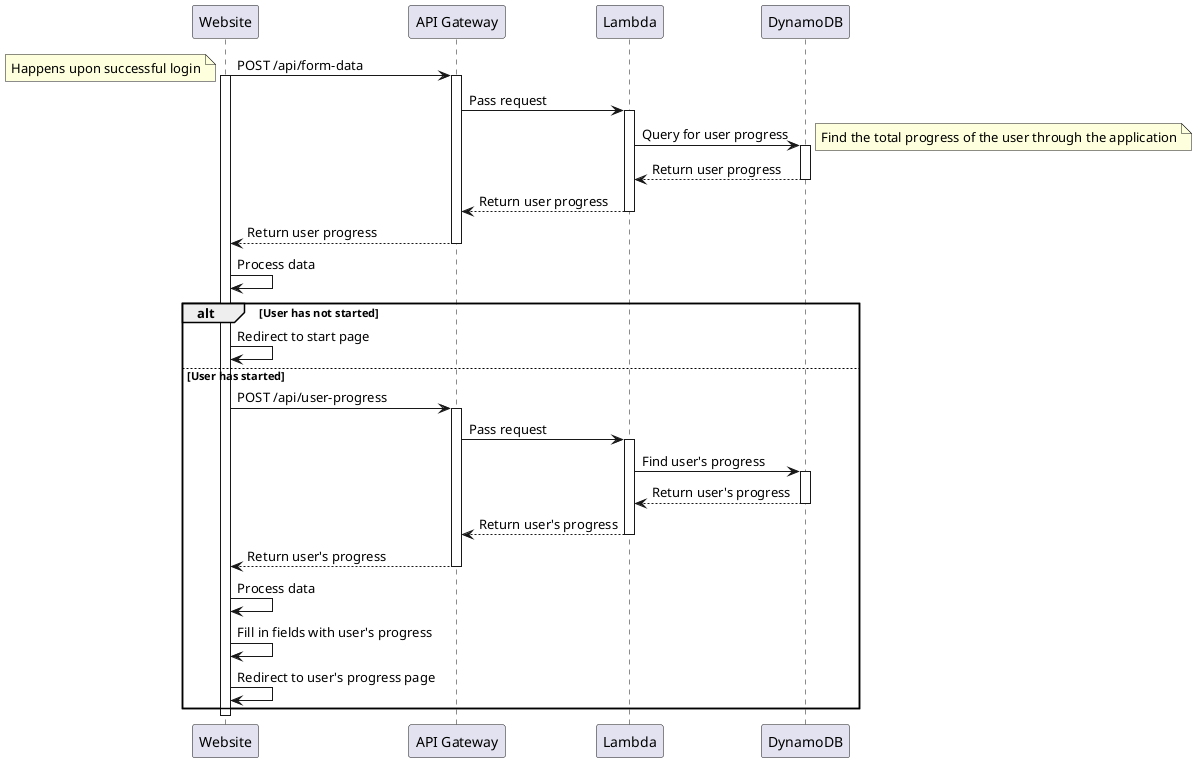 Website
API Gateway
Lambda
DynamoDB
Happens upon successful login
POST /api/form-data
Pass request
Query for user progress
Find the total progress of the user through the application
Return user progress
Return user progress
Return user progress
Process data
alt
[User has not started]
Redirect to start page
[User has started]
POST /api/user-progress
Pass request
Find user's progress
Return user's progress
Return user's progress
Return user's progress
Process data
Fill in fields with user's progress
Redirect to user's progress page
Website
API Gateway
Lambda
DynamoDB